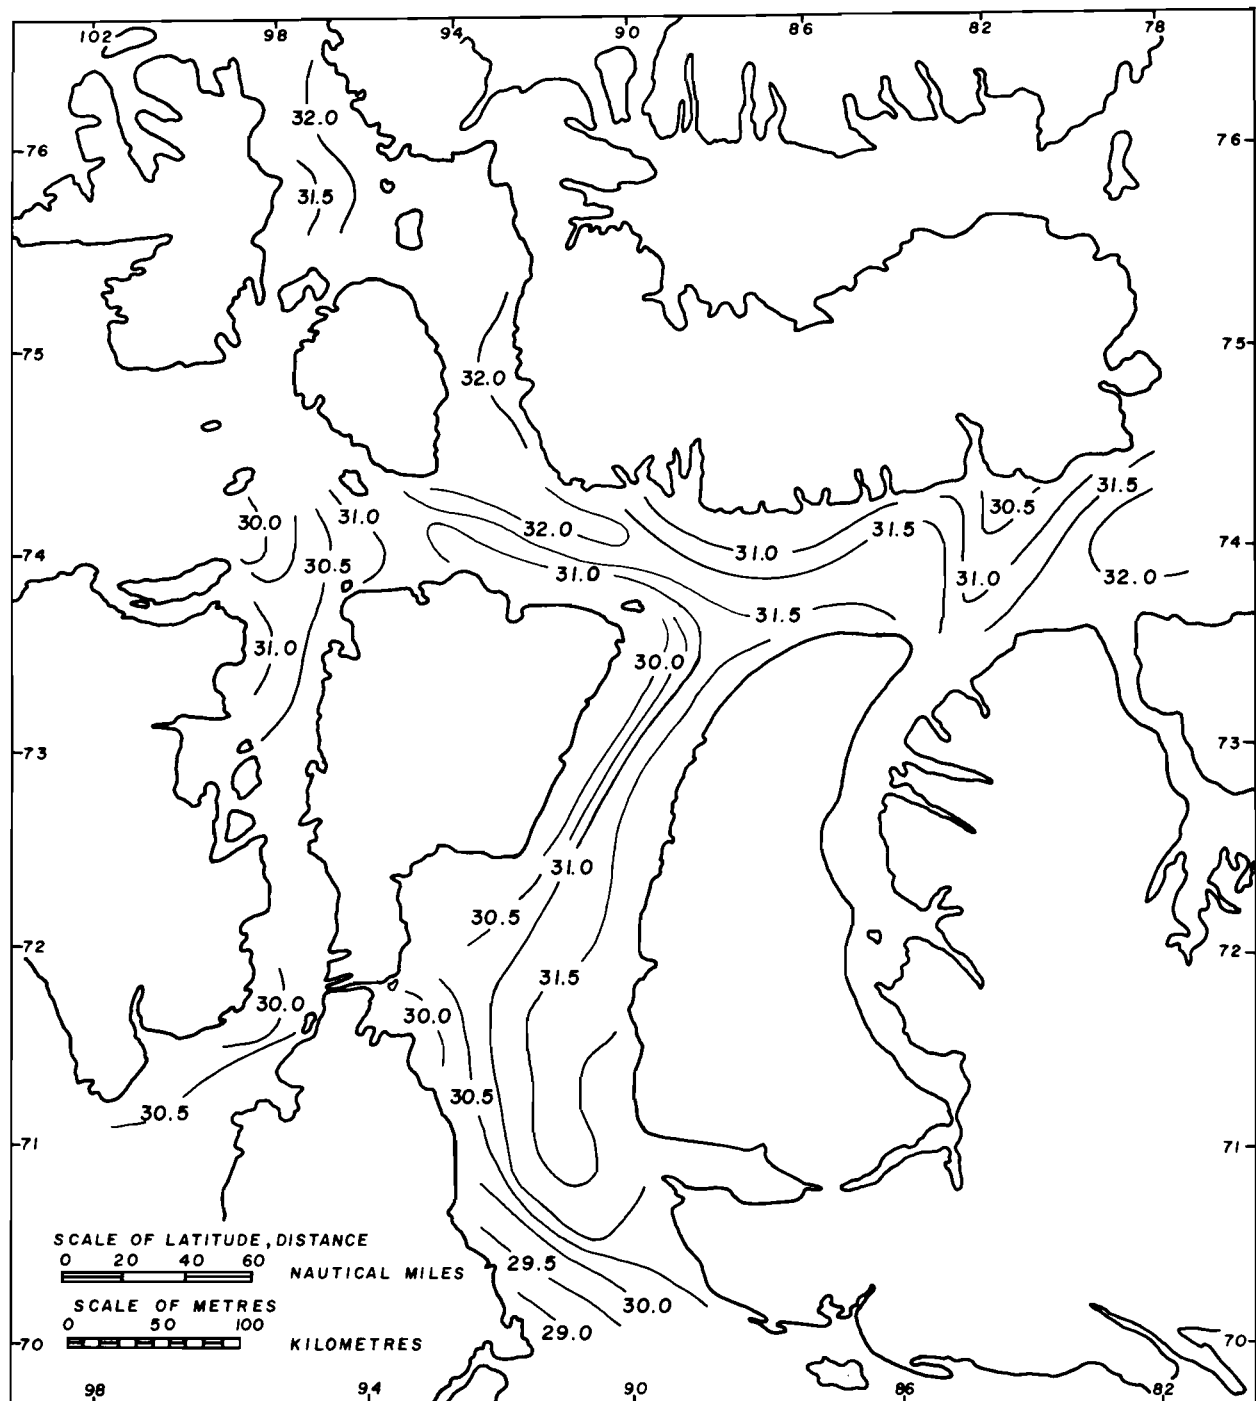 102 98 94 90 86 82 78
32.0
76 76
31.5
75 75
32.0
31.5
30.0 31.0 30.5
32.0 31.5
31.0
74 74
30.5 31.0 31.0 32.0
31.5
31.0 30.0
73 73
31.0
30.5
72 72
31.5
30.0 30.0
30.5 30.5
71 71
SCALE OF LATITUDE, DISTANCE
0 20 40 60
NAUTICAL MILES
29.5
SCALE OF METRES
0 50 100
KILOMETRES
30.0
29.0
70 70
98 94 90 86 82